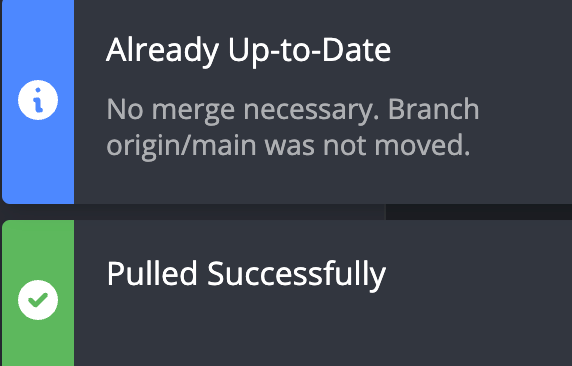 Already Up-to-Date
No merge necessary. Branch
origin/main was not moved.
Pulled Successfully